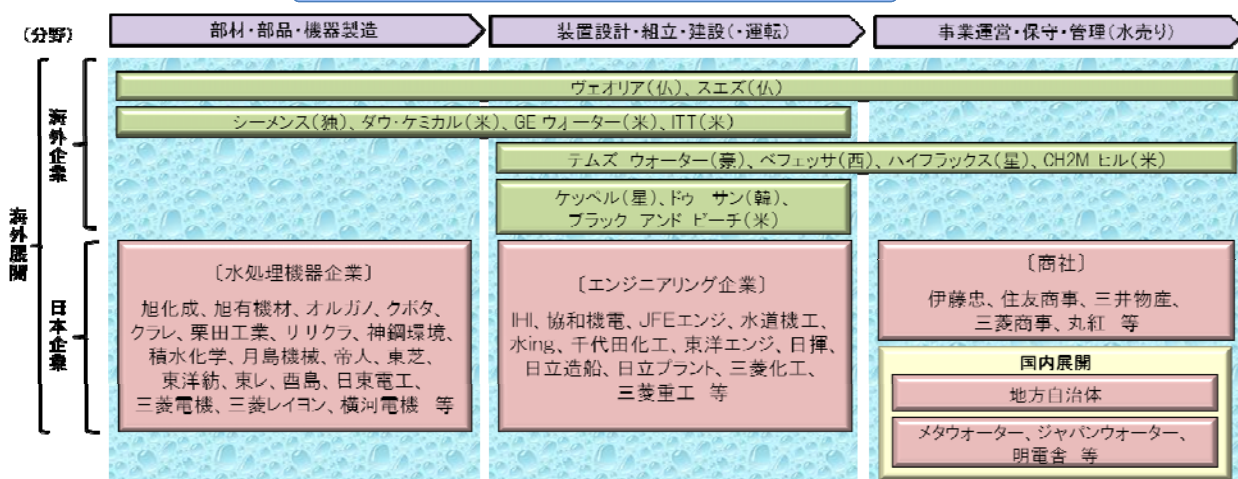 (分野)
部材・部品・機器製造
装置設計・組立・建設(・運転)
事業運営・保守・管理(水売り)
海外展開
海外企業
ヴェオリア(仏)、スエズ(仏)
シーメンス(独)、ダウ・ケミカル(米)、GE ウォーター(米)、ITT(米)
テムズ ウォーター(豪)、ベフェッサ(西)、ハイフラックス(星)、CH2M ヒル(米)
ケッペル(星)、ドゥ サン(韓)、
ブラック アンド ビーチ(米)
日本企業
〔水処理機器企業〕
旭化成、旭有機材、オルガノ、クボタ、
クラレ、栗田工業、リリクラ、神鋼環境、
積水化学、月島機械、帝人、東芝、
東洋紡、東レ、酉島、日東電工、
三菱電機、三菱レイヨン、横河電機 等
〔エンジニアリング企業〕
IHI、協和機電、JFEエンジ、水道機工、
水ing、千代田化工、東洋エンジ、日揮、
日立造船、日立プラント、三菱化工、
三菱重工 等
〔商社〕
伊藤忠、住友商事、三井物産、
三菱商事、丸紅 等
国内展開
地方自治体
メタウォーター、ジャパンウォーター、
明電舎 等